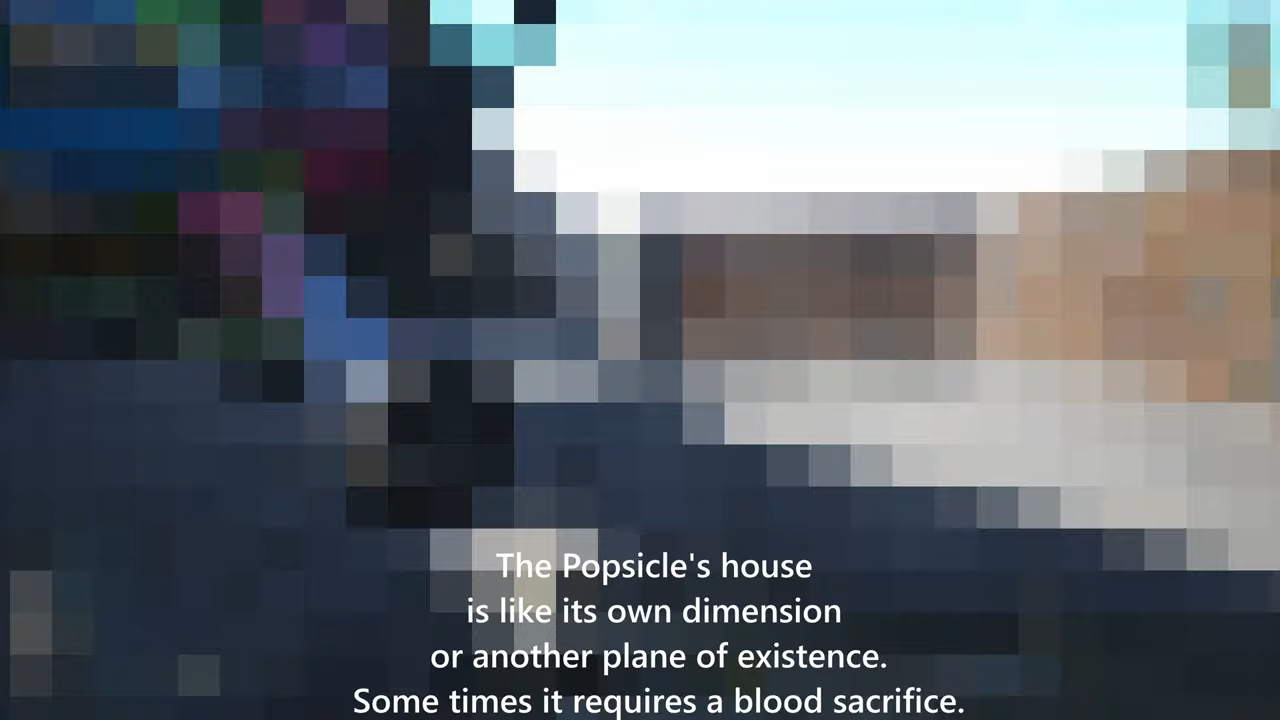 The Popsicle's house
is like its own dimension
or another plane of existence.
Some times it requires a blood sacrifice.